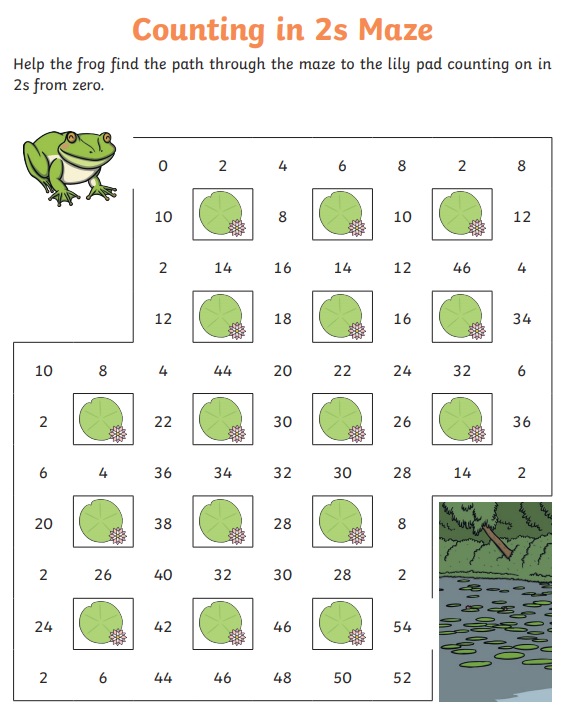 Counting in 2s Maze
Help the frog find the path through the maze to the lily pad counting on in
2s from zero.
0 2 4 6 8 2 8
10 8 10 12
2 14 16 14 12 46 4
12 18 16 34
10 8 4 44 20 22 24 32 6
2 22 30 26 36
6 4 36 34 32 30 28 14 2
20 38 28 8
2 26 40 32 30 28 2
24 42 46 54
2 6 44 46 48 50 52